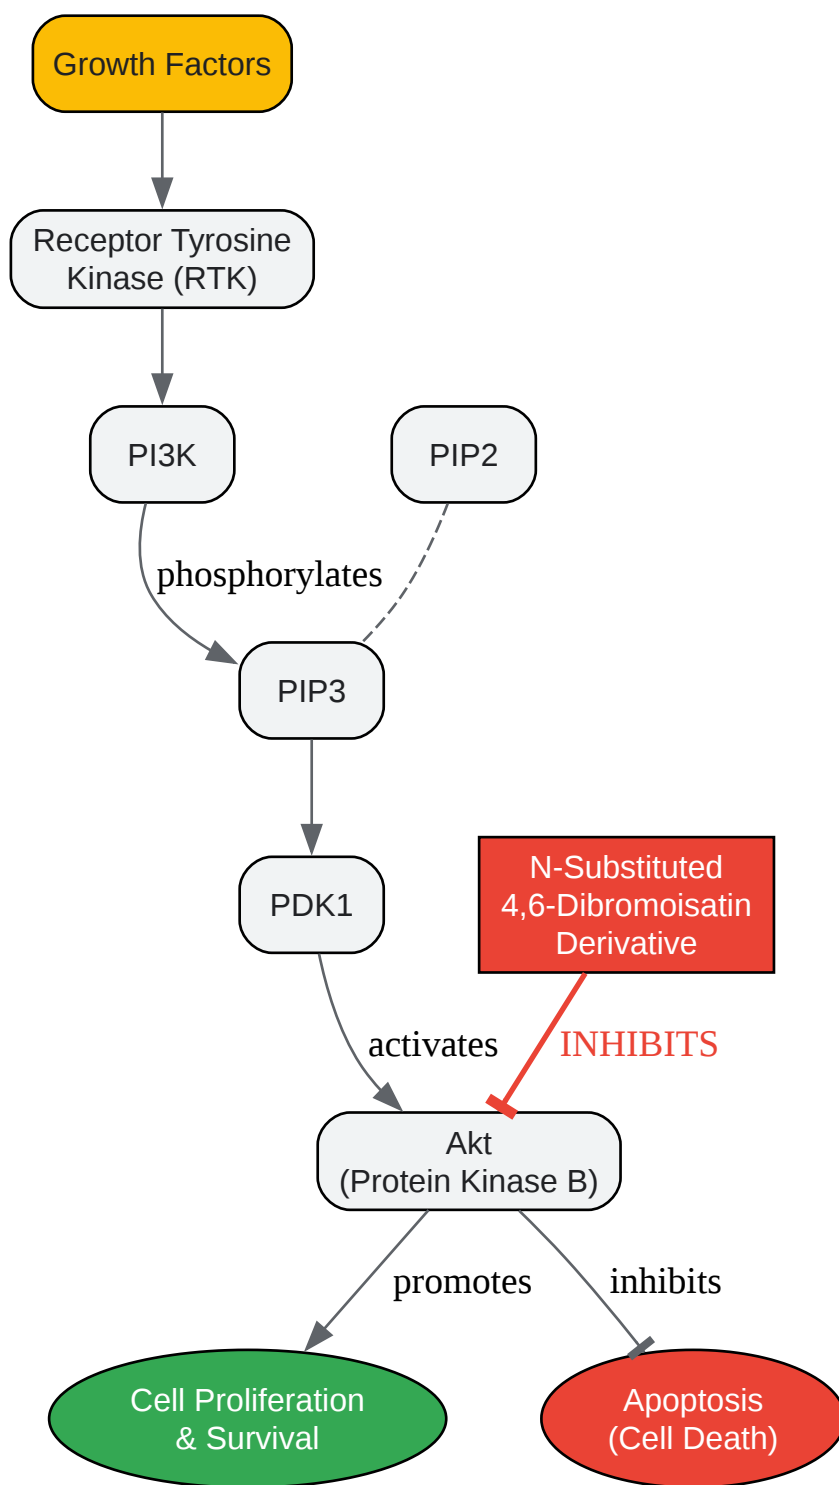 Growth Factors
Receptor Tyrosine
Kinase (RTK)
PI3K
PIP2
phosphorylates
PIP3
PDK1
N-Substituted
4,6-Dibromoisatin
Derivative
activates
INHIBITS
Akt
(Protein Kinase B)
promotes
inhibits
Cell Proliferation
& Survival
Apoptosis
(Cell Death)